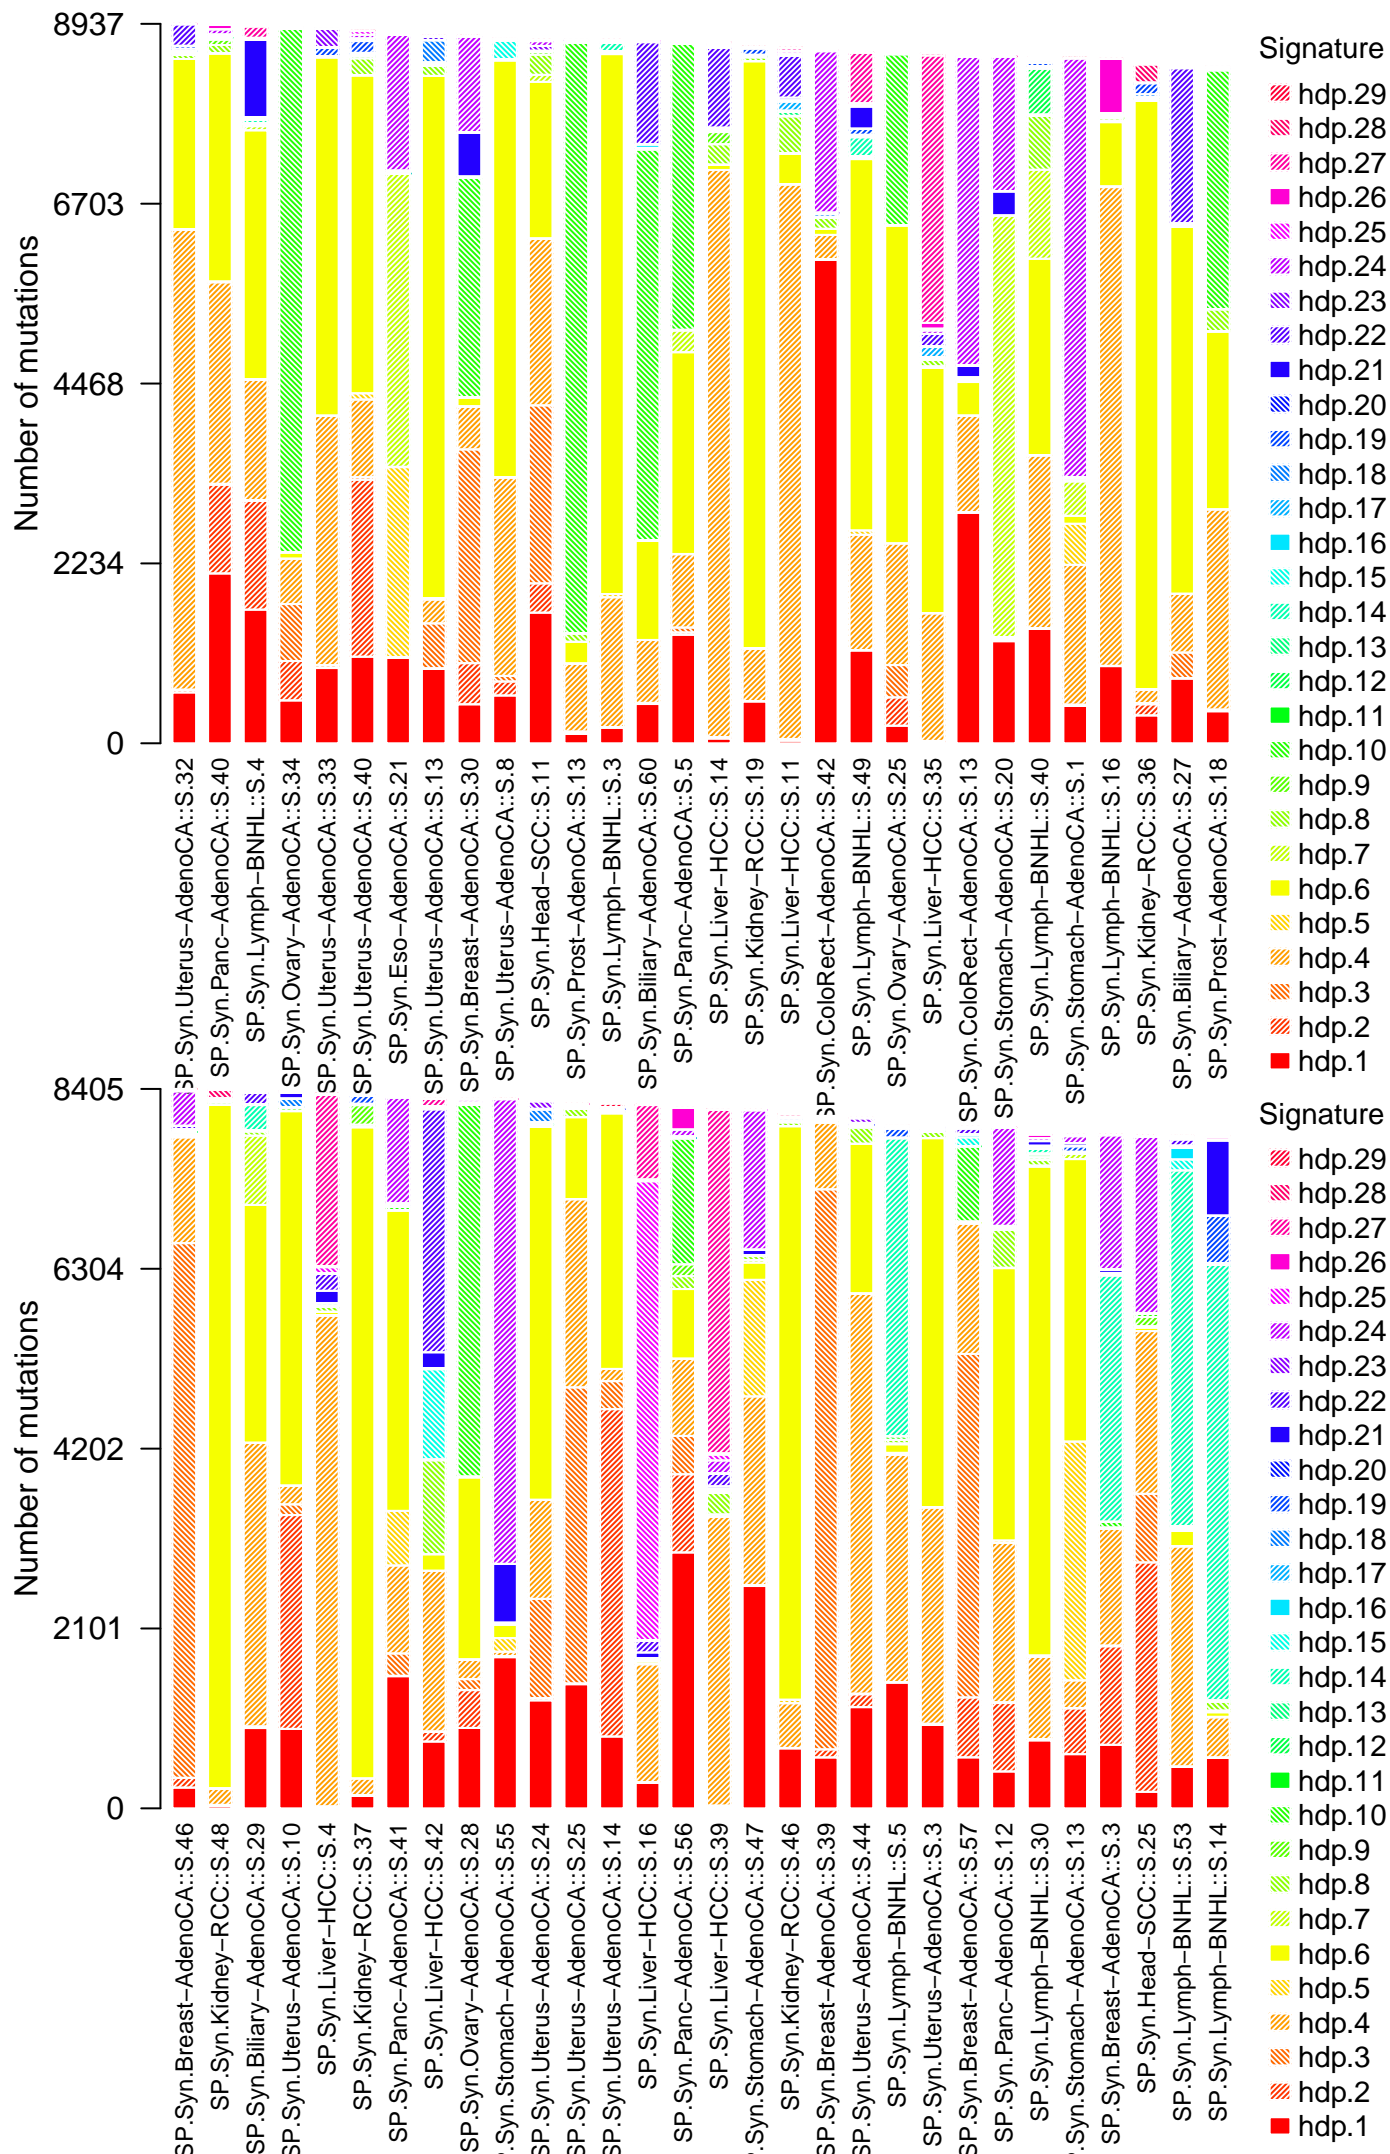 Number of mutations
8937
6703
4468
2234
0
SP.Syn.Uterus−AdenoCA::S.32
SP.Syn.Panc−AdenoCA::S.40
SP.Syn.Lymph−BNHL::S.4
SP.Syn.Ovary−AdenoCA::S.34
SP.Syn.Uterus−AdenoCA::S.33
SP.Syn.Uterus−AdenoCA::S.40
SP.Syn.Eso−AdenoCA::S.21
SP.Syn.Uterus−AdenoCA::S.13
SP.Syn.Breast−AdenoCA::S.30
SP.Syn.Uterus−AdenoCA::S.8
SP.Syn.Head−SCC::S.11
SP.Syn.Prost−AdenoCA::S.13
SP.Syn.Lymph−BNHL::S.3
SP.Syn.Biliary−AdenoCA::S.60
SP.Syn.Panc−AdenoCA::S.5
SP.Syn.Liver−HCC::S.14
SP.Syn.Kidney−RCC::S.19
SP.Syn.Liver−HCC::S.11
SP.Syn.ColoRect−AdenoCA::S.42
SP.Syn.Lymph−BNHL::S.49
SP.Syn.Ovary−AdenoCA::S.25
SP.Syn.Liver−HCC::S.35
SP.Syn.ColoRect−AdenoCA::S.13
SP.Syn.Stomach−AdenoCA::S.20
SP.Syn.Lymph−BNHL::S.40
SP.Syn.Stomach−AdenoCA::S.1
SP.Syn.Lymph−BNHL::S.16
SP.Syn.Kidney−RCC::S.36
SP.Syn.Biliary−AdenoCA::S.27
SP.Syn.Prost−AdenoCA::S.18
Signature
hdp.29
hdp.28
hdp.27
hdp.26
hdp.25
hdp.24
hdp.23
hdp.22
hdp.21
hdp.20
hdp.19
hdp.18
hdp.17
hdp.16
hdp.15
hdp.14
hdp.13
hdp.12
hdp.11
hdp.10
hdp.9
hdp.8
hdp.7
hdp.6
hdp.5
hdp.4
hdp.3
hdp.2
hdp.1
Number of mutations
8405
6304
4202
2101
0
SP.Syn.Breast−AdenoCA::S.46
SP.Syn.Kidney−RCC::S.48
SP.Syn.Biliary−AdenoCA::S.29
SP.Syn.Uterus−AdenoCA::S.10
SP.Syn.Liver−HCC::S.4
SP.Syn.Kidney−RCC::S.37
SP.Syn.Panc−AdenoCA::S.41
SP.Syn.Liver−HCC::S.42
SP.Syn.Ovary−AdenoCA::S.28
.Syn.Stomach−AdenoCA::S.55
SP.Syn.Uterus−AdenoCA::S.24
SP.Syn.Uterus−AdenoCA::S.25
SP.Syn.Uterus−AdenoCA::S.14
SP.Syn.Liver−HCC::S.16
SP.Syn.Panc−AdenoCA::S.56
SP.Syn.Liver−HCC::S.39
.Syn.Stomach−AdenoCA::S.47
SP.Syn.Kidney−RCC::S.46
SP.Syn.Breast−AdenoCA::S.39
SP.Syn.Uterus−AdenoCA::S.44
SP.Syn.Lymph−BNHL::S.5
SP.Syn.Uterus−AdenoCA::S.3
SP.Syn.Breast−AdenoCA::S.57
SP.Syn.Panc−AdenoCA::S.12
SP.Syn.Lymph−BNHL::S.30
.Syn.Stomach−AdenoCA::S.13
SP.Syn.Breast−AdenoCA::S.3
SP.Syn.Head−SCC::S.25
SP.Syn.Lymph−BNHL::S.53
SP.Syn.Lymph−BNHL::S.14
Signature
hdp.29
hdp.28
hdp.27
hdp.26
hdp.25
hdp.24
hdp.23
hdp.22
hdp.21
hdp.20
hdp.19
hdp.18
hdp.17
hdp.16
hdp.15
hdp.14
hdp.13
hdp.12
hdp.11
hdp.10
hdp.9
hdp.8
hdp.7
hdp.6
hdp.5
hdp.4
hdp.3
hdp.2
hdp.1